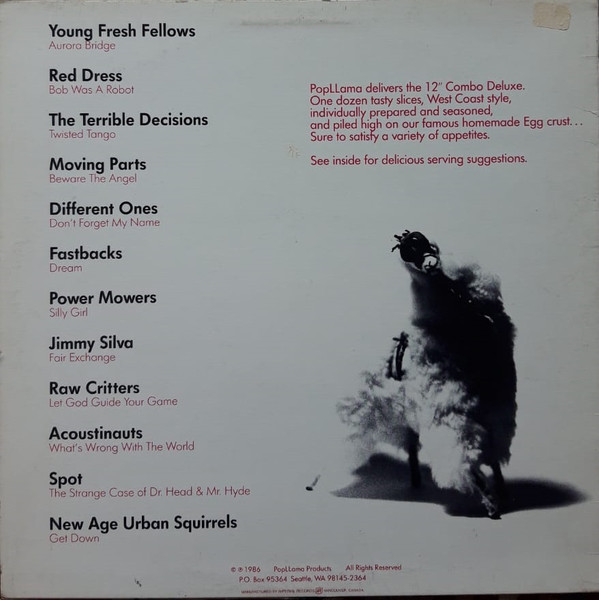 Young Fresh Fellows
Aurora Bridge
Red Dress
Bob Was A Robot
The Terrible Decisions
Twisted Tango
Moving Parts
Beware The Angel
Different Ones
Don't Forget My Name
Fastbacks
Dream
Power Mowers
Silly Girl
Jimmy Silva
Fair Exchange
Raw Critters
Let God Guide Your Game
Acoustinauts
What's Wrong With The World
Spot
The Strange Case of Dr. Head & Mr. Hyde
New Age Urban Squirrels
Get Down
PopLLama delivers the 12" Combo Deluxe.
One dozen tasty slices, West Coast style,
individually prepared and seasoned,
and piled high on our famous homemade Egg crust...
Sure to satisfy a variety of appetites.
See inside for delicious serving suggestions.
© ℗ 1986 PopLLama Products All Rights Reserved
P.O. Box 95364 Seattle, WA 98145-2364